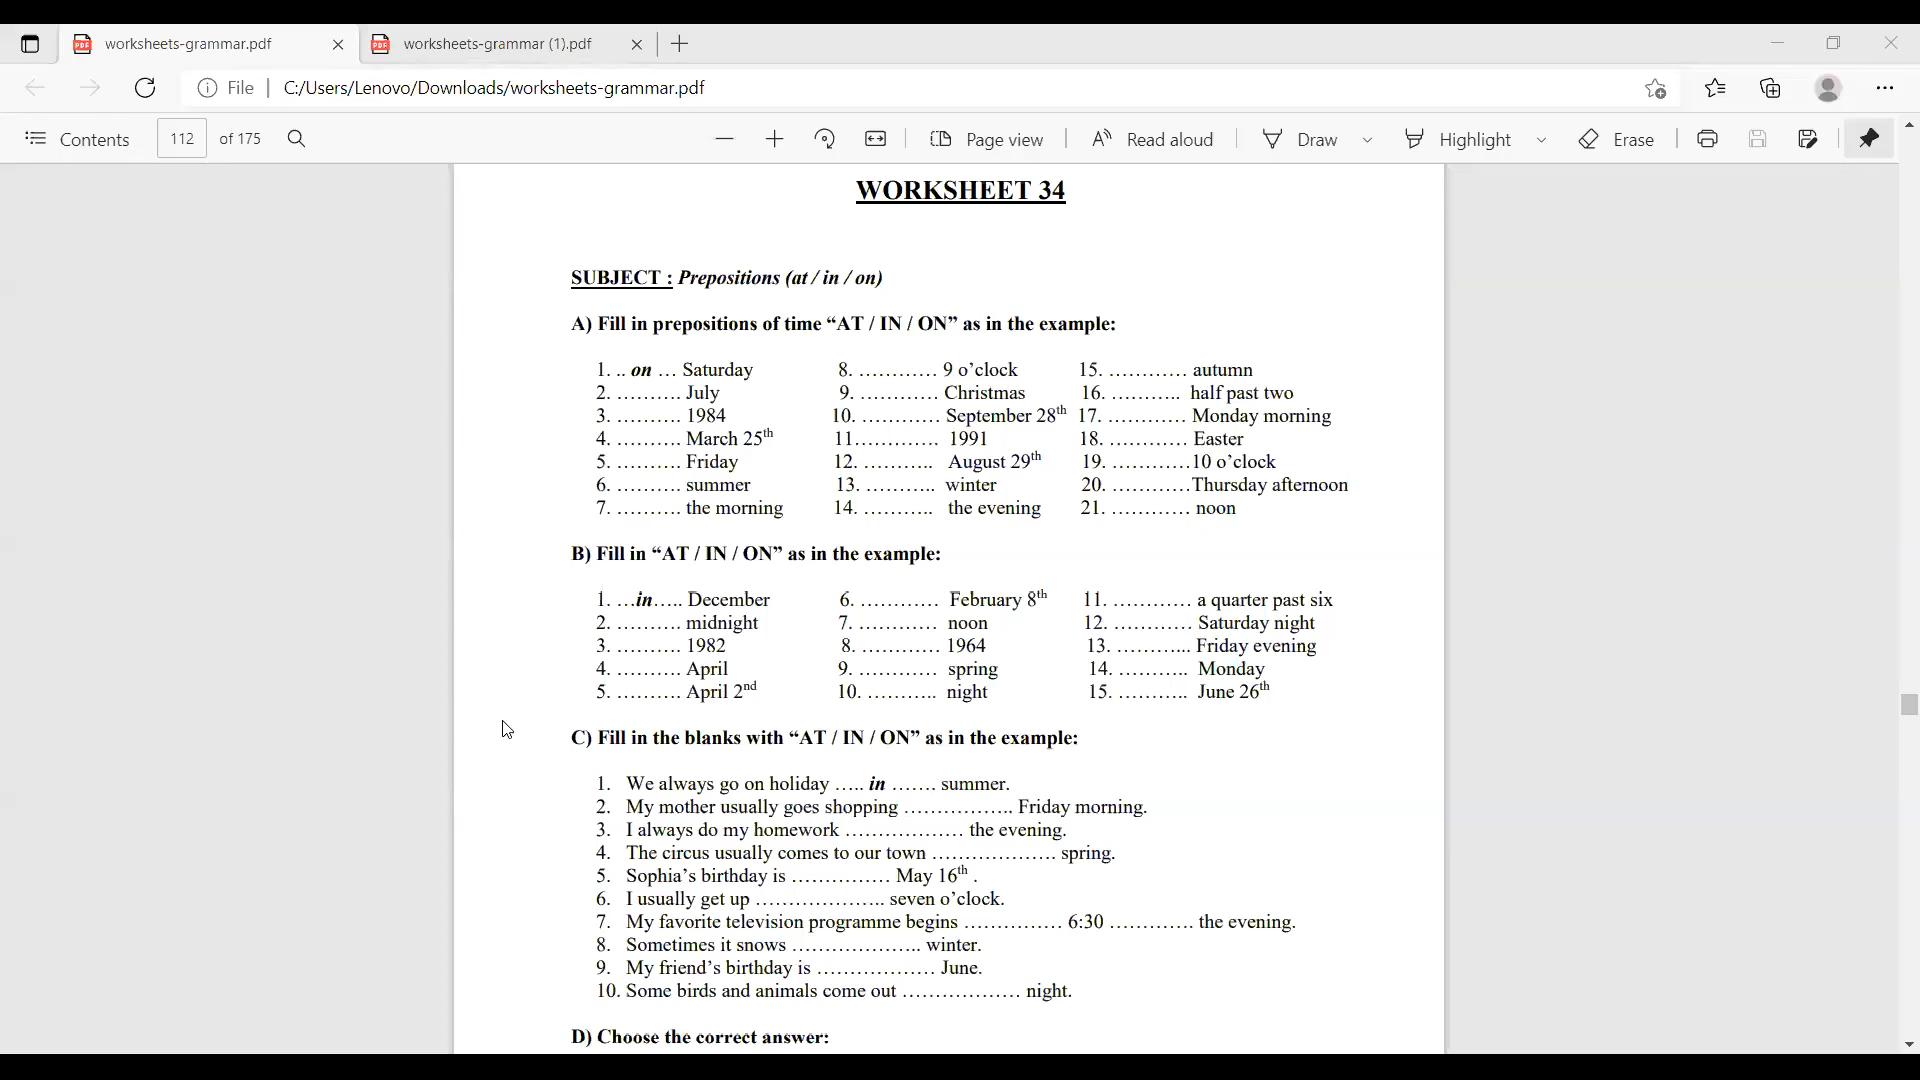 worksheets-grammar.pdf
worksheets-grammar (1).pdf
File | C:/Users/Lenovo/Downloads/worksheets-grammar.pdf
Contents 112 of 175 Page view Read aloud Draw Highlight Erase
WORKSHEET 34
SUBJECT : Prepositions (at / in / on)
A) Fill in prepositions of time “AT / IN / ON” as in the example:
1. .. on … Saturday 8. ………… 9 o’clock 15. ………… autumn
2. ………. July 9. ………… Christmas 16. ……….. half past two
3. ………. 1984 10. ………… September 28th 17. ………… Monday morning
4. ………. March 25th 11…………. 1991 18. ………… Easter
5. ………. Friday 12. ……….. August 29th 19. …………10 o’clock
6. ………. summer 13. ……….. winter 20. …………Thursday afternoon
7. ………. the morning 14. ……….. the evening 21. ………… noon
B) Fill in “AT / IN / ON” as in the example:
1. …in….. December 6. ………… February 8th 11. ………… a quarter past six
2. ………. midnight 7. ………… noon 12. ………… Saturday night
3. ………. 1982 8. ………… 1964 13. ………... Friday evening
4. ………. April 9. ………… spring 14. ……….. Monday
5. ………. April 2nd 10. ……….. night 15. ……….. June 26th
C) Fill in the blanks with “AT / IN / ON” as in the example:
1. We always go on holiday ….. in ……. summer.
2. My mother usually goes shopping …………….. Friday morning.
3. I always do my homework ……………… the evening.
4. The circus usually comes to our town ………………. spring.
5. Sophia’s birthday is …………… May 16th .
6. I usually get up ……………….. seven o’clock.
7. My favorite television programme begins …………… 6:30 …………. the evening.
8. Sometimes it snows ……………….. winter.
9. My friend’s birthday is ……………… June.
10. Some birds and animals come out ……………… night.
D) Choose the correct answer: